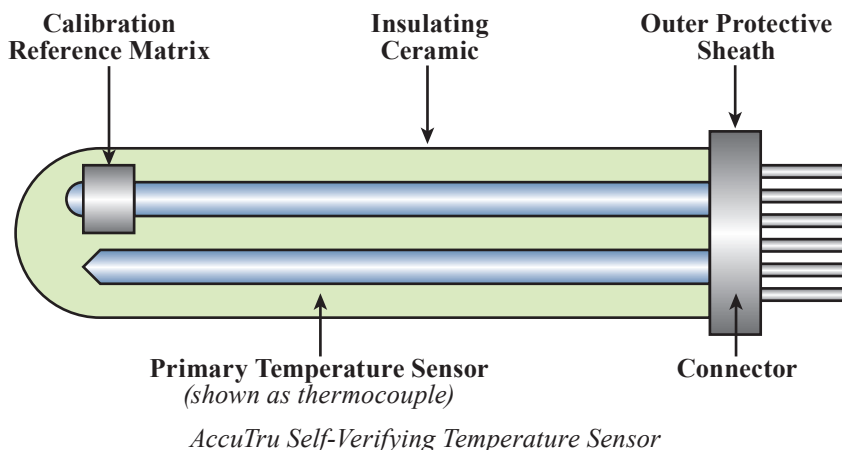 Calibration
Reference Matrix
Insulating
Ceramic
Outer Protective
Sheath
Primary Temperature Sensor
(shown as thermocouple)
Connector
AccuTru Self-Verifying Temperature Sensor